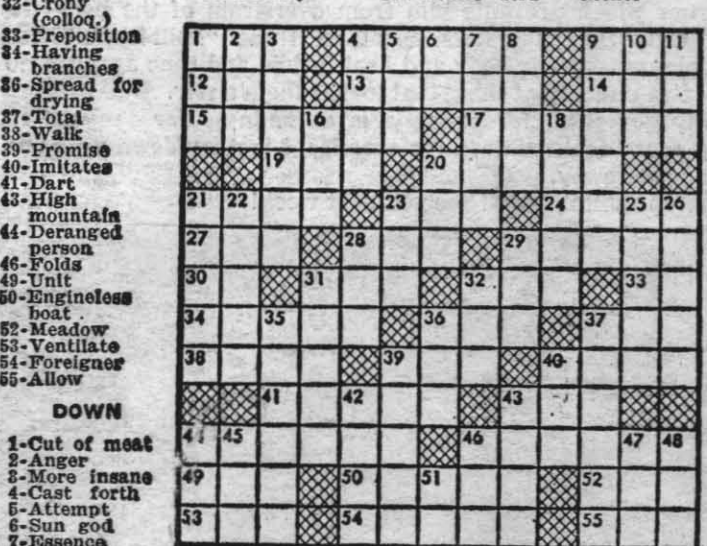 32-Crony
(colloq.)
33-Preposition
34-Having
branches
36-Spread for
drying
37-Total
38-Walk
39-Promise
40-Imitates
41-Dart
43-High
mountain
44-Deranged
person
46-Folds
49-Unit
50-Engineless
boat
52-Meadow
53-Ventilate
54-Foreigner
55-Allow
DOWN
1-Cut of meat
2-Anger
3-More insane
4-Cast forth
5-Attempt
6-Sun god
7-Essence
1 2 3 4 5 6 7 8 9 10 11
12 13 14
15 16 17 18
19 20
21 22 23 24 25 26
27 28 29
30 31 32 33
34 35 36 37
38 39 40
41 42 43
44 45 46 47 48
49 50 51 52
53 54 55